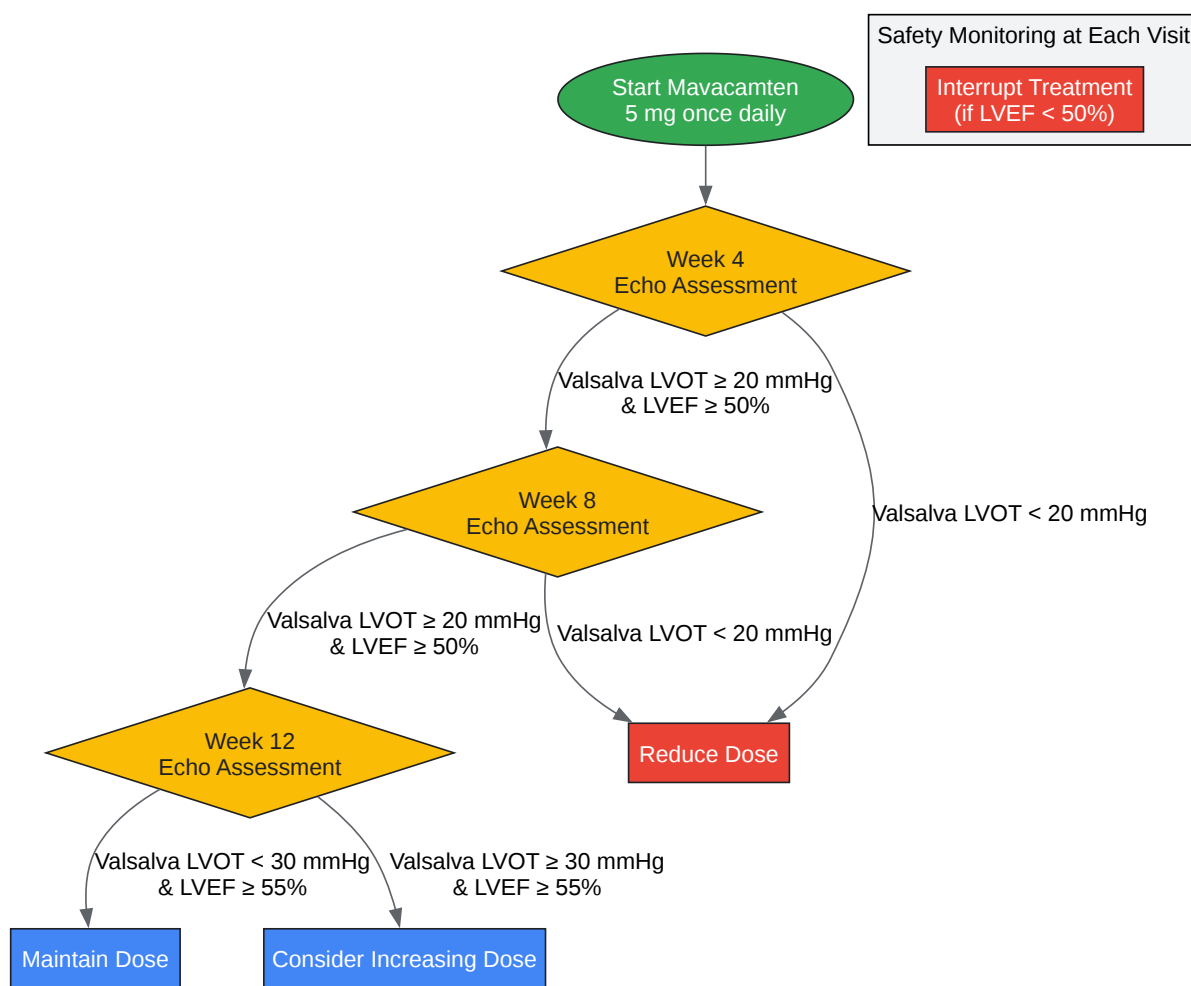 Safety Monitoring at Each Visit
Interrupt Treatment
(if LVEF < 50%)
Start Mavacamten
5 mg once daily
Week 4
Echo Assessment
Valsalva LVOT ≥ 20 mmHg
& LVEF ≥ 50%
Valsalva LVOT < 20 mmHg
Week 8
Echo Assessment
Valsalva LVOT ≥ 20 mmHg
& LVEF ≥ 50%
Valsalva LVOT < 20 mmHg
Week 12
Echo Assessment
Reduce Dose
Valsalva LVOT < 30 mmHg
& LVEF ≥ 55%
Valsalva LVOT ≥ 30 mmHg
& LVEF ≥ 55%
Maintain Dose
Consider Increasing Dose